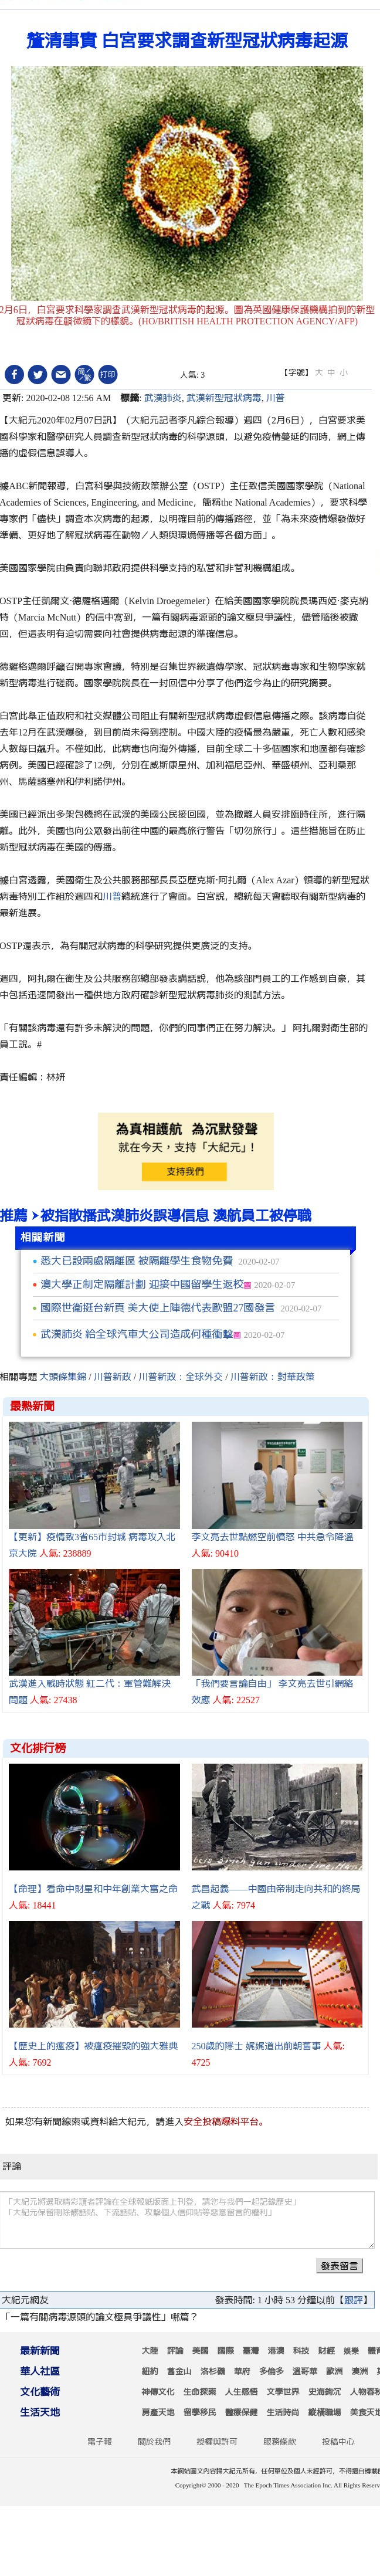 釐清事實 白宮要求調查新型冠狀病毒起源
2月6日，白宮要求科學家調查武漢新型冠狀病毒的起源。圖為英國健康保護機構拍到的新型
冠狀病毒在顯微鏡下的樣貌。(HO/BRITISH HEALTH PROTECTION AGENCY/AFP)
簡/繁
打印
人氣: 3
【字號】 大 中 小
更新: 2020-02-08 12:56 AM 標籤: 武漢肺炎, 武漢新型冠狀病毒, 川普
【大紀元2020年02月07日訊】（大紀元記者李凡綜合報導）週四（2月6日），白宮要求美
國科學家和醫學研究人員調查新型冠狀病毒的科學源頭，以避免疫情蔓延的同時，網上傳
播的虛假信息誤導人。
據ABC新聞報導，白宮科學與技術政策辦公室（OSTP）主任致信美國國家學院（National
Academies of Sciences, Engineering, and Medicine，簡稱the National Academies），要求科學
專家們「儘快」調查本次病毒的起源，以明確目前的傳播路徑，並「為未來疫情爆發做好
準備、更好地了解冠狀病毒在動物／人類與環境傳播等各個方面」。
美國國家學院由負責向聯邦政府提供科學支持的私營和非營利機構組成。
OSTP主任凱爾文·德羅格邁爾（Kelvin Droegemeier）在給美國國家學院院長瑪西婭·麥克納
特（Marcia McNutt）的信中寫到，一篇有關病毒源頭的論文極具爭議性，儘管隨後被撤
回，但這表明有迫切需要向社會提供病毒起源的準確信息。
德羅格邁爾呼籲召開專家會議，特別是召集世界級遺傳學家、冠狀病毒專家和生物學家就
新型病毒進行磋商。國家學院院長在一封回信中分享了他們迄今為止的研究摘要。
白宮此舉正值政府和社交媒體公司阻止有關新型冠狀病毒虛假信息傳播之際。該病毒自從
去年12月在武漢爆發，到目前尚未得到控制。中國大陸的疫情最為嚴重，死亡人數和感染
人數每日飆升。不僅如此，此病毒也向海外傳播，目前全球二十多個國家和地區都有確診
病例。美國已經確診了12例，分別在威斯康星州、加利福尼亞州、華盛頓州、亞利桑那
州、馬薩諸塞州和伊利諾伊州。
美國已經派出多架包機將在武漢的美國公民接回國，並為撤離人員安排臨時住所，進行隔
離。此外，美國也向公眾發出前往中國的最高旅行警告「切勿旅行」。這些措施旨在防止
新型冠狀病毒在美國的傳播。
據白宮透露，美國衛生及公共服務部部長長亞歷克斯·阿扎爾（Alex Azar）領導的新型冠狀
病毒特別工作組於週四和川普總統進行了會面。白宮說，總統每天會聽取有關新型病毒的
最新進展。
OSTP還表示，為有關冠狀病毒的科學研究提供更廣泛的支持。
週四，阿扎爾在衛生及公共服務部總部發表講話說，他為該部門員工的工作感到自豪，其
中包括迅速開發出一種供地方政府確診新型冠狀病毒肺炎的測試方法。
「有關該病毒還有許多未解決的問題，你們的同事們正在努力解決。」阿扎爾對衛生部的
員工說。#
責任編輯：林妍
為真相護航 為沉默發聲
就在今天，支持「大紀元」！
支持我們
推薦 ➤被指散播武漢肺炎誤導信息 澳航員工被停職
相關新聞
悉大已設兩處隔離區 被隔離學生食物免費 2020-02-07
澳大學正制定隔離計劃 迎接中國留學生返校圖 2020-02-07
國際世衛挺台新頁 美大使上陣德代表歐盟27國發言 2020-02-07
武漢肺炎 給全球汽車大公司造成何種衝擊圖 2020-02-07
相關專題 大頭條集錦 / 川普新政 / 川普新政：全球外交 / 川普新政：對華政策
最熱新聞
【更新】疫情致3省65市封城 病毒攻入北
京大院 人氣: 238889
李文亮去世點燃空前憤怒 中共急令降溫
人氣: 90410
武漢進入戰時狀態 紅二代：軍管難解決
問題 人氣: 27438
「我們要言論自由」 李文亮去世引網絡
效應 人氣: 22527
文化排行榜
【命理】看命中財星和中年創業大富之命
人氣: 18441
武昌起義——中國由帝制走向共和的終局
之戰 人氣: 7974
【歷史上的瘟疫】被瘟疫摧毀的強大雅典
人氣: 7692
250歲的隱士 娓娓道出前朝舊事 人氣:
4725
如果您有新聞線索或資料給大紀元，請進入安全投稿爆料平台。
評論
「大紀元將選取精彩讀者評論在全球報紙版面上刊登，請您与我們一起記錄歷史」
「大紀元保留刪除髒話貼、下流話貼、攻擊個人信仰貼等惡意留言的權利」
發表留言
大紀元網友 發表時間: 1 小時 53 分鐘以前【跟評】
「一篇有關病毒源頭的論文極具爭議性」哪篇？
最新新聞 大陸 評論 美國 國際 臺灣 港澳 科技 財經 娛樂 體育
華人社區 紐約 舊金山 洛杉磯 華府 多倫多 溫哥華 歐洲 澳洲
文化藝術 神傳文化 生命探索 人生感悟 文學世界 史海鉤沉 人物春秋
生活天地 房產天地 留學移民 醫療保健 生活時尚 縱橫職場 美食天地
電子報 關於我們 授權與許可 服務條款 投稿中心
本網站圖文內容歸大紀元所有，任何單位及個人未經許可，不得擅自轉載使
Copyright© 2000 - 2020 The Epoch Times Association Inc. All Rights Reserv